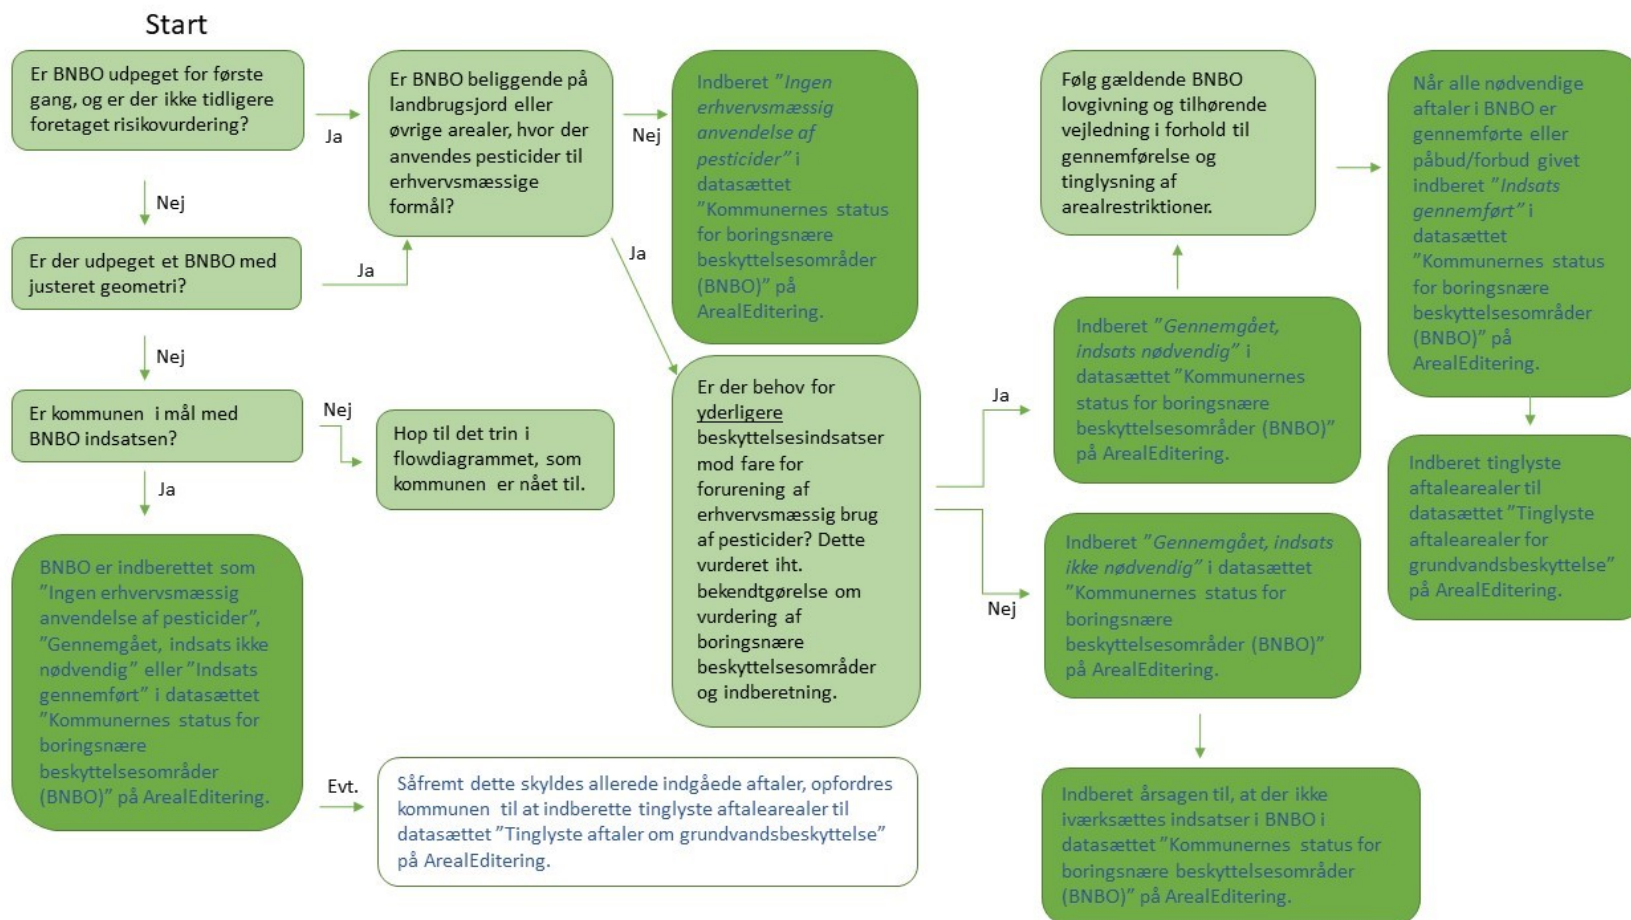 Start
Er BNBO udpeget for første
gang, og er der ikke tidligere
foretaget risikovurdering?
Ja
Nej
Er BNBO beliggende på
landbrugsjord eller
øvrige arealer, hvor der
anvendes pesticider til
erhvervsmæssige
formål?
Nej
Ja
Indberet "Ingen
erhvervsmæssig
anvendelse af
pesticider" i
datasættet
"Kommunernes status
for boringsnære
beskyttelsesområder
(BNBO)" på
ArealEditering.
Er der udpeget et BNBO med
justeret geometri?
Ja
Nej
Er kommunen i mål med
BNBO indsatsen?
Nej
Ja
Hop til det trin i
flowdiagrammet, som
kommunen er nået til.
BNBO er indberettet som
"Ingen erhvervsmæssig
anvendelse af pesticider",
"Gennemgået, indsats ikke
nødvendig" eller "Indsats
gennemført" i datasættet
"Kommunernes status for
boringsnære
beskyttelsesområder
(BNBO)" på ArealEditering.
Evt.
Såfremt dette skyldes allerede indgåede aftaler, opfordres
kommunen til at indberette tinglyste aftalearealer til
datasættet "Tinglyste aftaler om grundvandsbeskyttelse"
på ArealEditering.
Er der behov for
yderligere
beskyttelsesindsatser
mod fare for
forurening af
erhvervsmæssig brug
af pesticider? Dette
vurderet iht.
bekendtgørelse om
vurdering af
boringsnære
beskyttelsesområder
og indberetning.
Ja
Nej
Følg gældende BNBO
lovgivning og tilhørende
vejledning i forhold til
gennemførelse og
tinglysning af
arealrestriktioner.
Indberet "Gennemgået,
indsats nødvendig" i
datasættet "Kommunernes
status for boringsnære
beskyttelsesområder (BNBO)"
på ArealEditering.
Indberet "Gennemgået, indsats
ikke nødvendig" i datasættet
"Kommunernes status for
boringsnære
beskyttelsesområder (BNBO)"
på ArealEditering.
Indberet årsagen til, at der ikke
iværksættes indsatser i BNBO i
datasættet "Kommunernes status for
boringsnære beskyttelsesområder
(BNBO)" på ArealEditering.
Når alle nødvendige
aftaler i BNBO er
gennemførte eller
påbud/forbud givet
indberet "Indsats
gennemført" i
datasættet
"Kommunernes status
for boringsnære
beskyttelsesområder
(BNBO)" på
ArealEditering.
Indberet tinglyste
aftalearealer til
datasættet "Tinglyste
aftalearealer for
grundvandsbeskyttelse"
på ArealEditering.